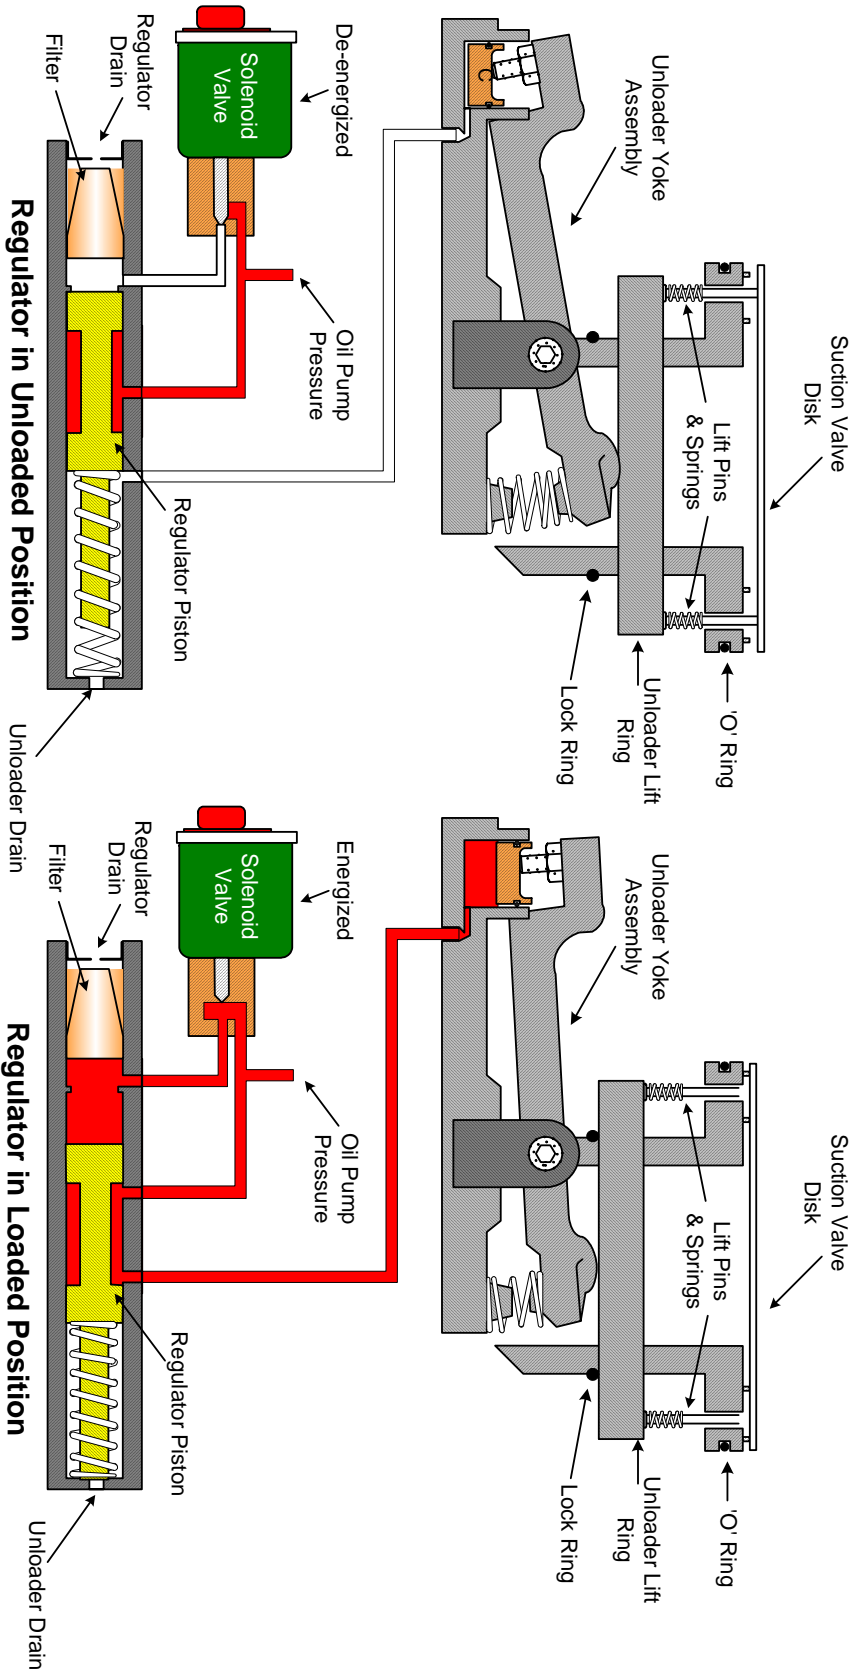 Suction Valve
Disk
Unloader Yoke
Assembly
Lift Pins
& Springs
'O' Ring
Unloader Lift
Ring
Lock Ring
C
De-energized
Solenoid
Valve
Oil Pump
Pressure
Regulator
Drain
Filter
Regulator Piston
Unloader Drain
Regulator in Unloaded Position
Suction Valve
Disk
Unloader Yoke
Assembly
Lift Pins
& Springs
'O' Ring
Unloader Lift
Ring
Lock Ring
Energized
Solenoid
Valve
Oil Pump
Pressure
Regulator
Drain
Filter
Regulator Piston
Unloader Drain
Regulator in Loaded Position